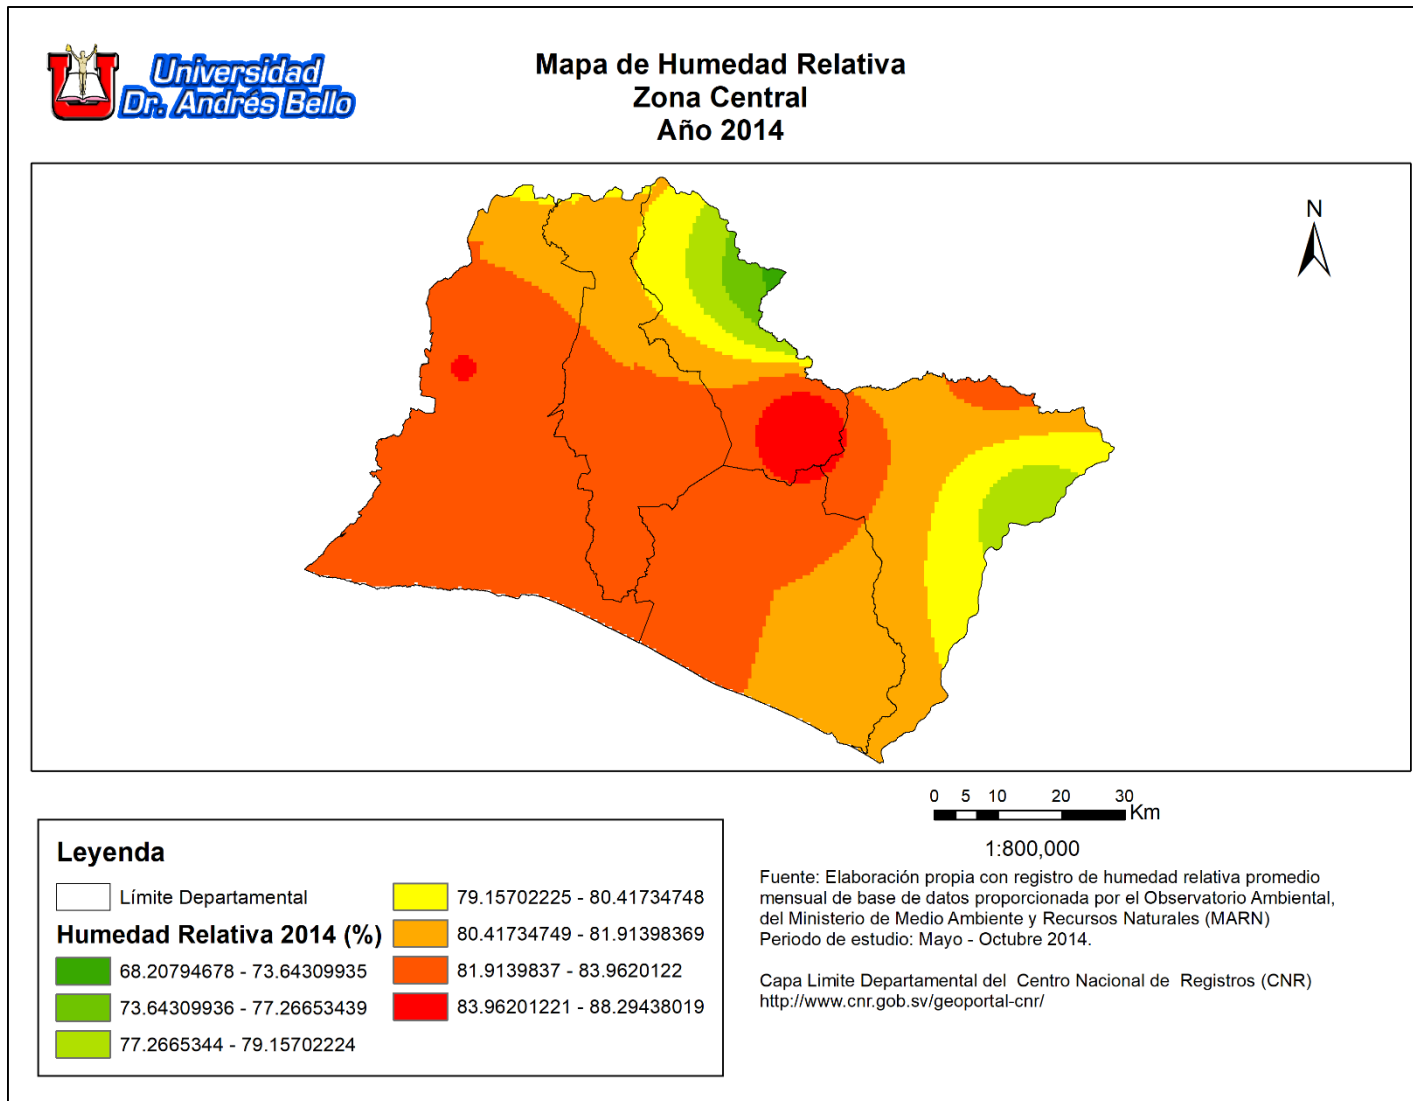 Universidad
Dr. Andrés Bello
Mapa de Humedad Relativa
Zona Central
Año 2014
N
0 5 10 20 30
Km
1:800,000
Leyenda
Límite Departamental
Humedad Relativa 2014 (%)
68.20794678 - 73.64309935
73.64309936 - 77.26653439
77.2665344 - 79.15702224
79.15702225 - 80.41734748
80.41734749 - 81.91398369
81.9139837 - 83.9620122
83.96201221 - 88.29438019
Fuente: Elaboración propia con registro de humedad relativa promedio
mensual de base de datos proporcionada por el Observatorio Ambiental,
del Ministerio de Medio Ambiente y Recursos Naturales (MARN)
Periodo de estudio: Mayo - Octubre 2014.
Capa Limite Departamental del Centro Nacional de Registros (CNR)
http://www.cnr.gob.sv/geoportal-cnr/